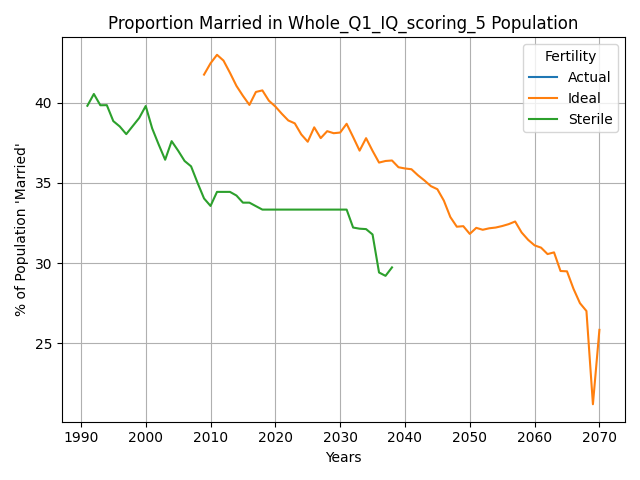 Proportion Married in Whole_Q1_IQ_scoring_5 Population
% of Population 'Married'
40
35
30
25
Fertility
Actual
Ideal
Sterile
1990 2000 2010 2020 2030 2040 2050 2060 2070
Years